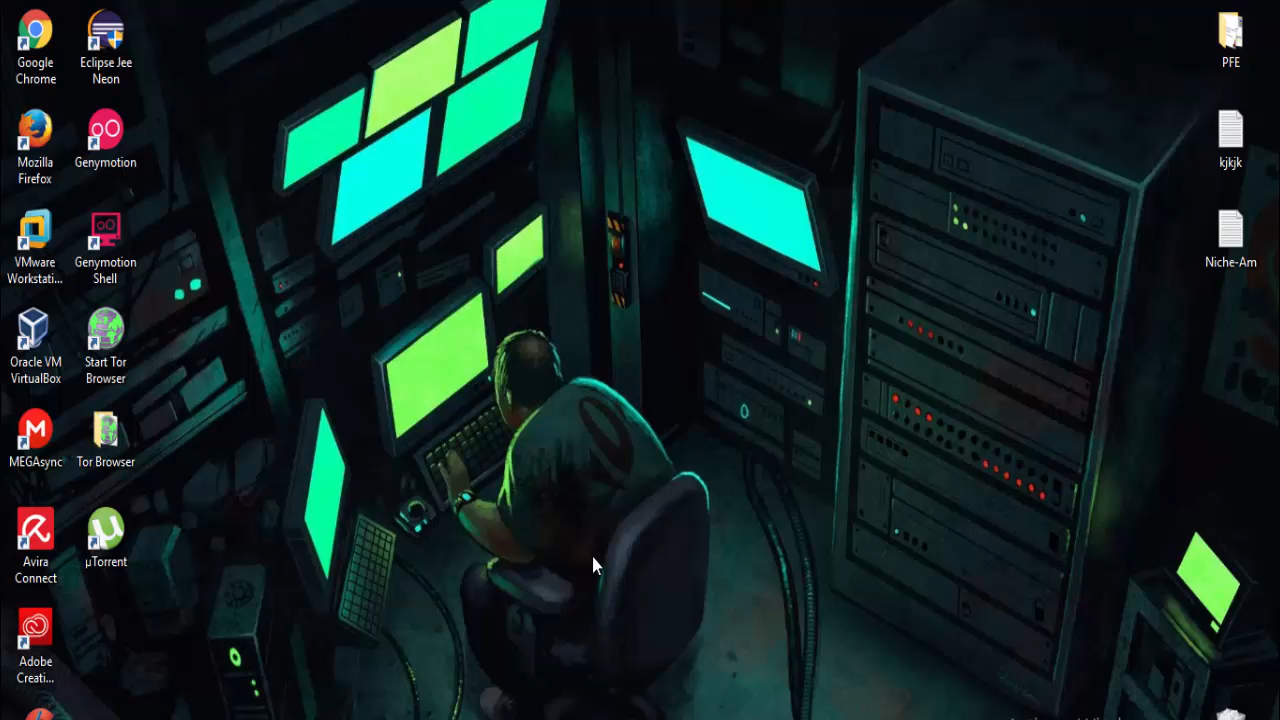 Google
Chrome
Eclipse Jee
Neon
Mozilla
Firefox
Genymotion
VMware
Workstati...
Genymotion
Shell
Oracle VM
VirtualBox
Start Tor
Browser
MEGAsync
Tor Browser
Avira
Connect
µTorrent
Adobe
Creati...
PFE
kjkjk
Niche-Am